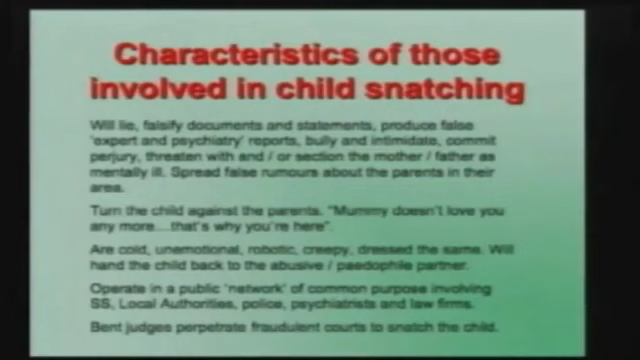 Characteristics of those
involved in child snatching
Will lie, falsify documents and statements, produce false
'expert and psychiatry' reports, bully and intimidate, commit
perjury, threaten with and / or section the mother / father as
mentally ill. Spread false rumours about the parents in their
area.
Turn the child against the parents. "Mummy doesn't love you
any more...that's why you're here".
Are cold, unemotional, robotic, creepy, dressed the same. Will
hand the child back to the abusive / paedophile partner.
Operate in a public 'network' of common purpose involving
SS, Local Authorities, police, psychiatrists and law firms.
Bent judges perpetrate fraudulent courts to snatch the child.